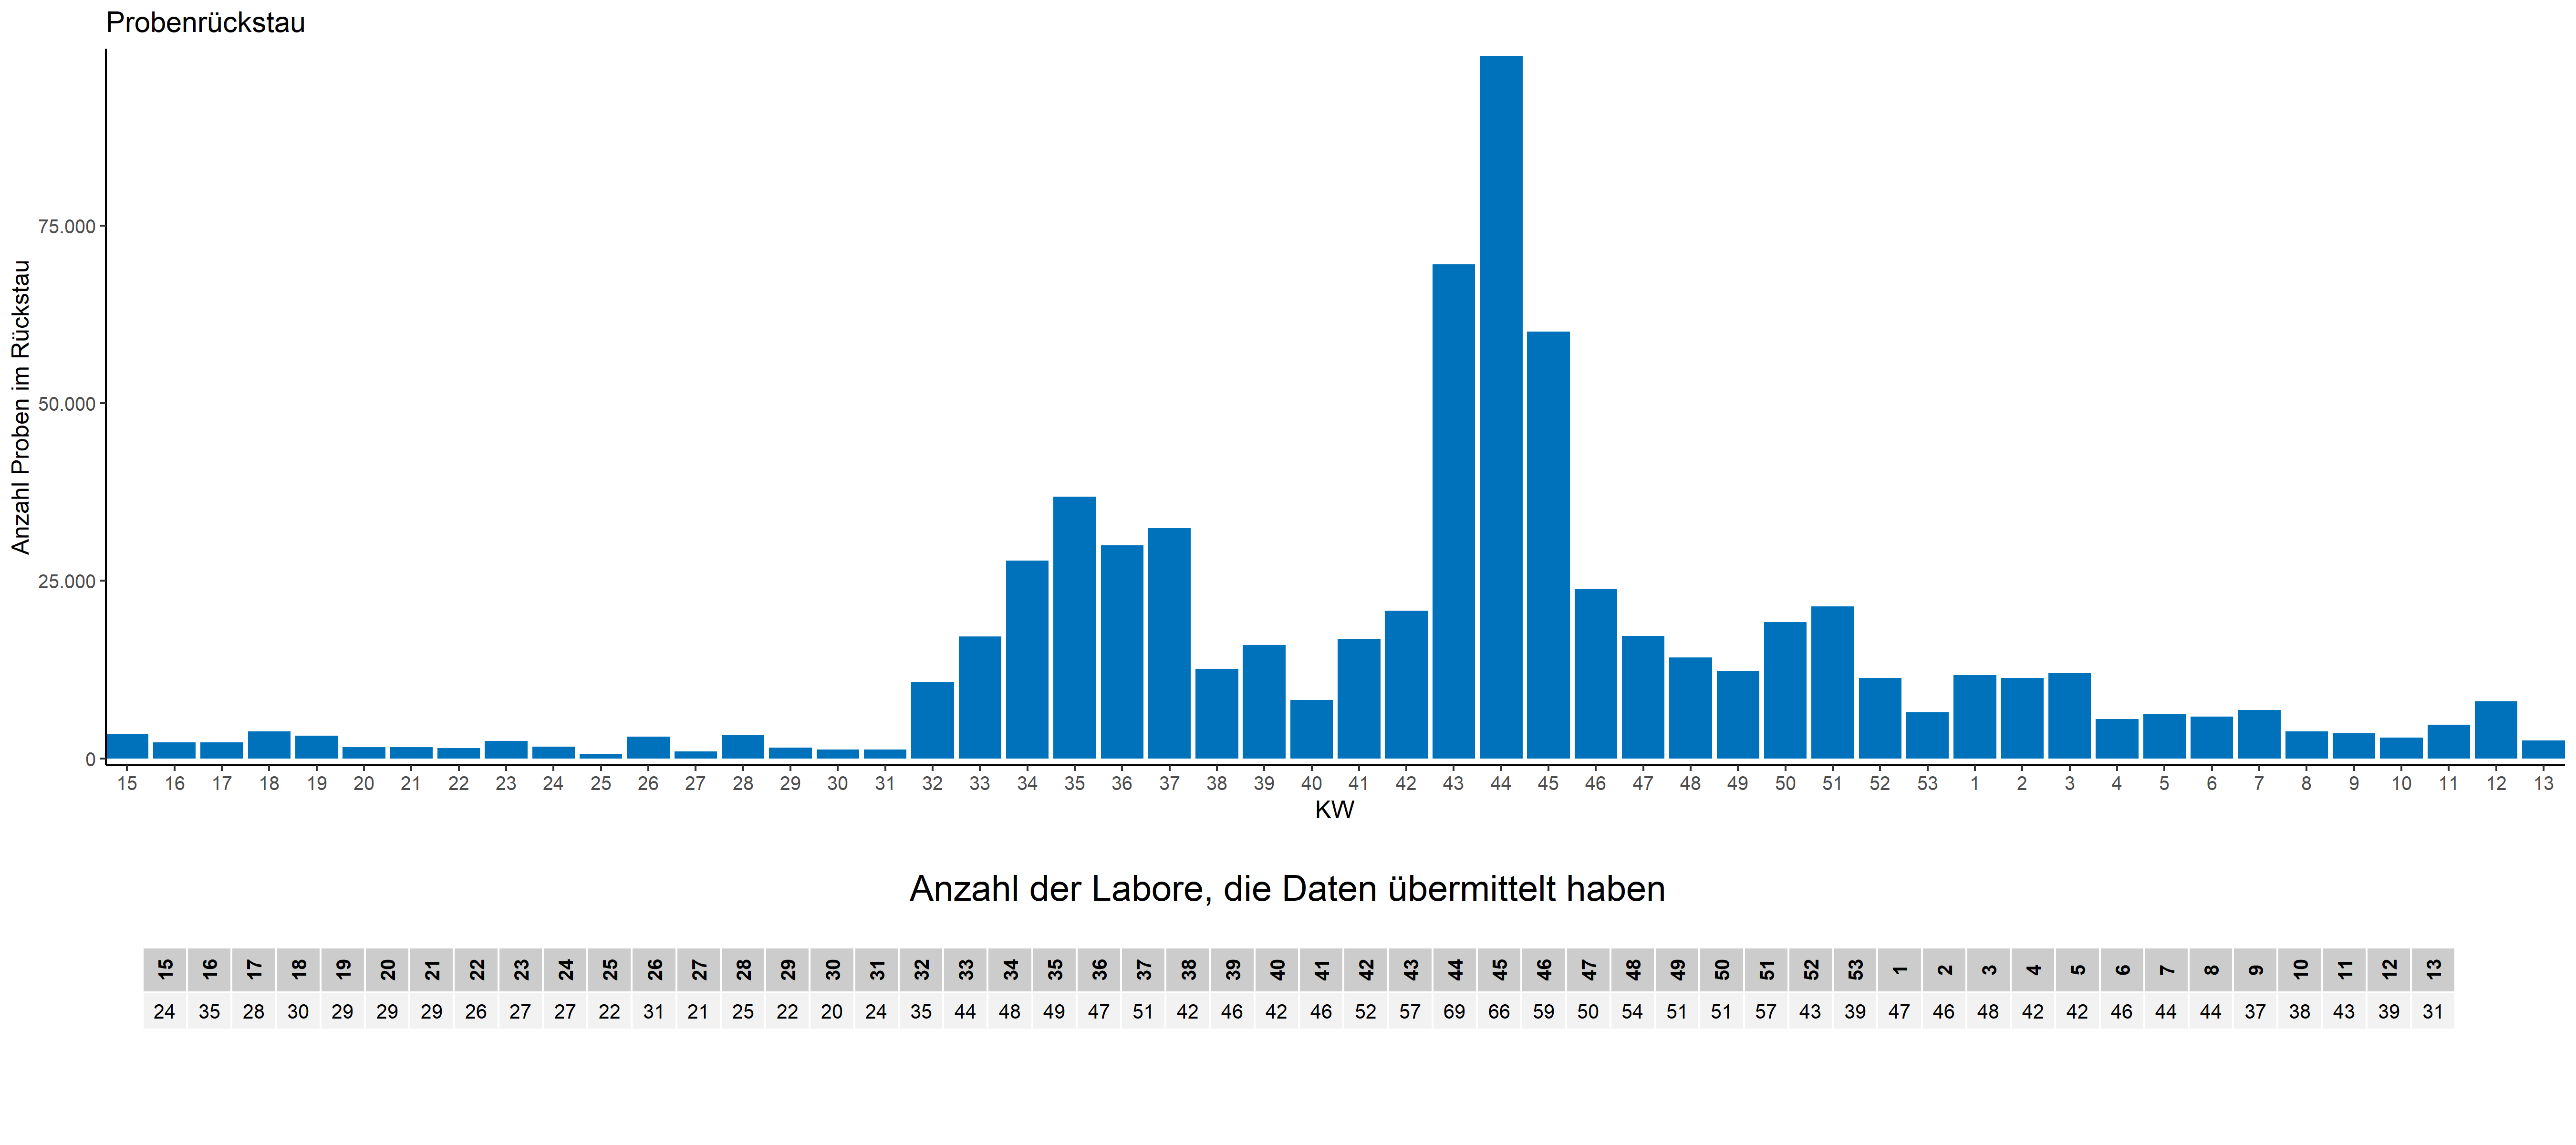 Probenrückstau
Anzahl Proben im Rückstau
75.000
50.000
25.000
0
15 16 17 18 19 20 21 22 23 24 25 26 27 28 29 30 31 32 33 34 35 36 37 38 39 40 41 42 43 44 45 46 47 48 49 50 51 52 53 1 2 3 4 5 6 7 8 9 10 11 12 13
KW
Anzahl der Labore, die Daten übermittelt haben
15 16 17 18 19 20 21 22 23 24 25 26 27 28 29 30 31 32 33 34 35 36 37 38 39 40 41 42 43 44 45 46 47 48 49 50 51 52 53 1 2 3 4 5 6 7 8 9 10 11 12 13
24 35 28 30 29 29 29 26 27 27 22 31 21 25 22 20 24 35 44 48 49 47 51 42 46 42 46 52 57 69 66 59 50 54 51 51 57 43 39 47 46 48 42 42 46 44 44 37 38 43 39 31